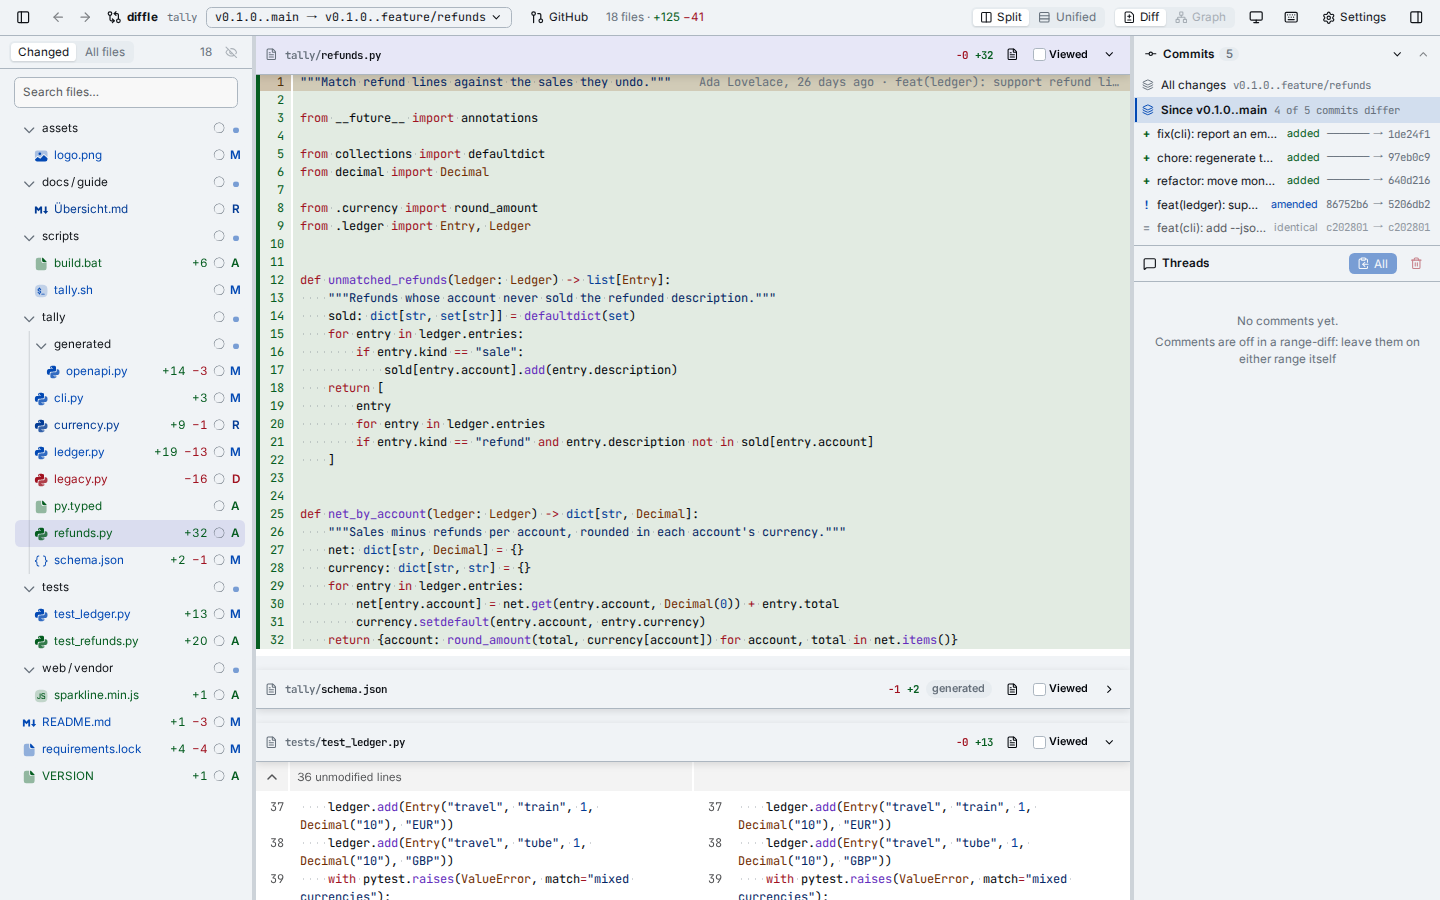 diffle tally v0.1.0..main → v0.1.0..feature/refunds GitHub 18 files · +125 −41 Split Unified Diff Graph Settings
Changed All files 18
Search files...
assets
logo.png M
docs/guide
Übersicht.md R
scripts
build.bat +6 A
tally.sh M
tally
generated
openapi.py +14 −3 M
cli.py +3 M
currency.py +9 −1 R
ledger.py +19 −13 M
legacy.py −16 D
py.typed A
refunds.py +32 A
schema.json +2 −1 M
tests
test_ledger.py +13 M
test_refunds.py +20 A
web/vendor
sparkline.min.js +1 A
README.md +1 −3 M
requirements.lock +4 −4 M
VERSION +1 A
tally/refunds.py -0 +32 Viewed
1 """Match refund lines against the sales they undo.""" Ada Lovelace, 26 days ago · feat(ledger): support refund li…
2
3 from __future__ import annotations
4
5 from collections import defaultdict
6 from decimal import Decimal
7
8 from .currency import round_amount
9 from .ledger import Entry, Ledger
10
11
12 def unmatched_refunds(ledger: Ledger) -> list[Entry]:
13 """Refunds whose account never sold the refunded description."""
14 sold: dict[str, set[str]] = defaultdict(set)
15 for entry in ledger.entries:
16 if entry.kind == "sale":
17 sold[entry.account].add(entry.description)
18 return [
19 entry
20 for entry in ledger.entries
21 if entry.kind == "refund" and entry.description not in sold[entry.account]
22 ]
23
24
25 def net_by_account(ledger: Ledger) -> dict[str, Decimal]:
26 """Sales minus refunds per account, rounded in each account's currency."""
27 net: dict[str, Decimal] = {}
28 currency: dict[str, str] = {}
29 for entry in ledger.entries:
30 net[entry.account] = net.get(entry.account, Decimal(0)) + entry.total
31 currency.setdefault(entry.account, entry.currency)
32 return {account: round_amount(total, currency[account]) for account, total in net.items()}
tally/schema.json -1 +2 generated Viewed
tests/test_ledger.py -0 +13 Viewed
36 unmodified lines
37 ledger.add(Entry("travel", "train", 1,
Decimal("10"), "EUR"))
38 ledger.add(Entry("travel", "tube", 1,
Decimal("10"), "GBP"))
39 with pytest.raises(ValueError, match="mixed
currencies"):
37 ledger.add(Entry("travel", "train", 1,
Decimal("10"), "EUR"))
38 ledger.add(Entry("travel", "tube", 1,
Decimal("10"), "GBP"))
39 with pytest.raises(ValueError, match="mixed
currencies"):
Commits 5
All changes v0.1.0..feature/refunds
Since v0.1.0..main 4 of 5 commits differ
+ fix(cli): report an em... added → 1de24f1
+ chore: regenerate t... added → 97eb0c9
+ refactor: move mon... added → 640d216
! feat(ledger): sup... amended 86752b6 → 5206db2
= feat(cli): add --jso... identical c202801 → c202801
Threads All
No comments yet.
Comments are off in a range-diff: leave them on
either range itself